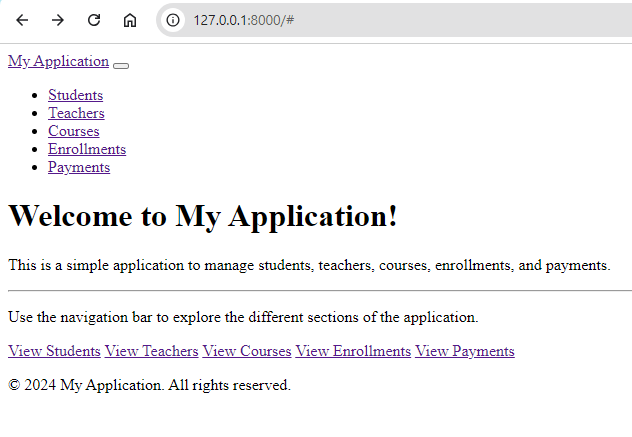 127.0.0.1:8000/#
My Application
Students
Teachers
Courses
Enrollments
Payments
Welcome to My Application!
This is a simple application to manage students, teachers, courses, enrollments, and payments.
Use the navigation bar to explore the different sections of the application.
View Students View Teachers View Courses View Enrollments View Payments
© 2024 My Application. All rights reserved.